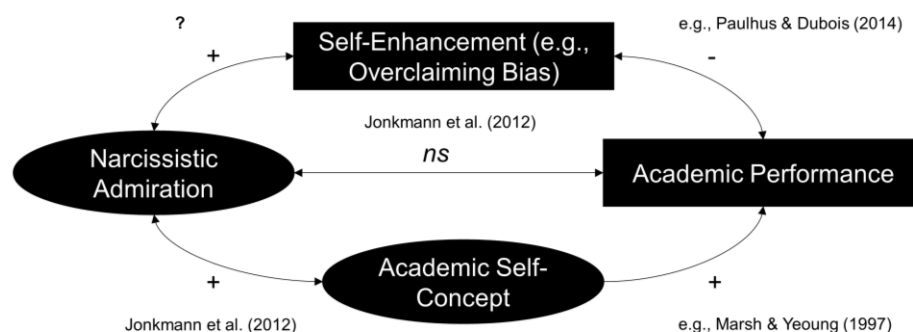 ?
e.g., Paulhus & Dubois (2014)
+
Self-Enhancement (e.g.,
Overclaiming Bias)
-
Jonkmann et al. (2012)
ns
Narcissistic
Admiration
Academic Performance
Academic Self-
Concept
+
+
Jonkmann et al. (2012)
e.g., Marsh & Yeoung (1997)